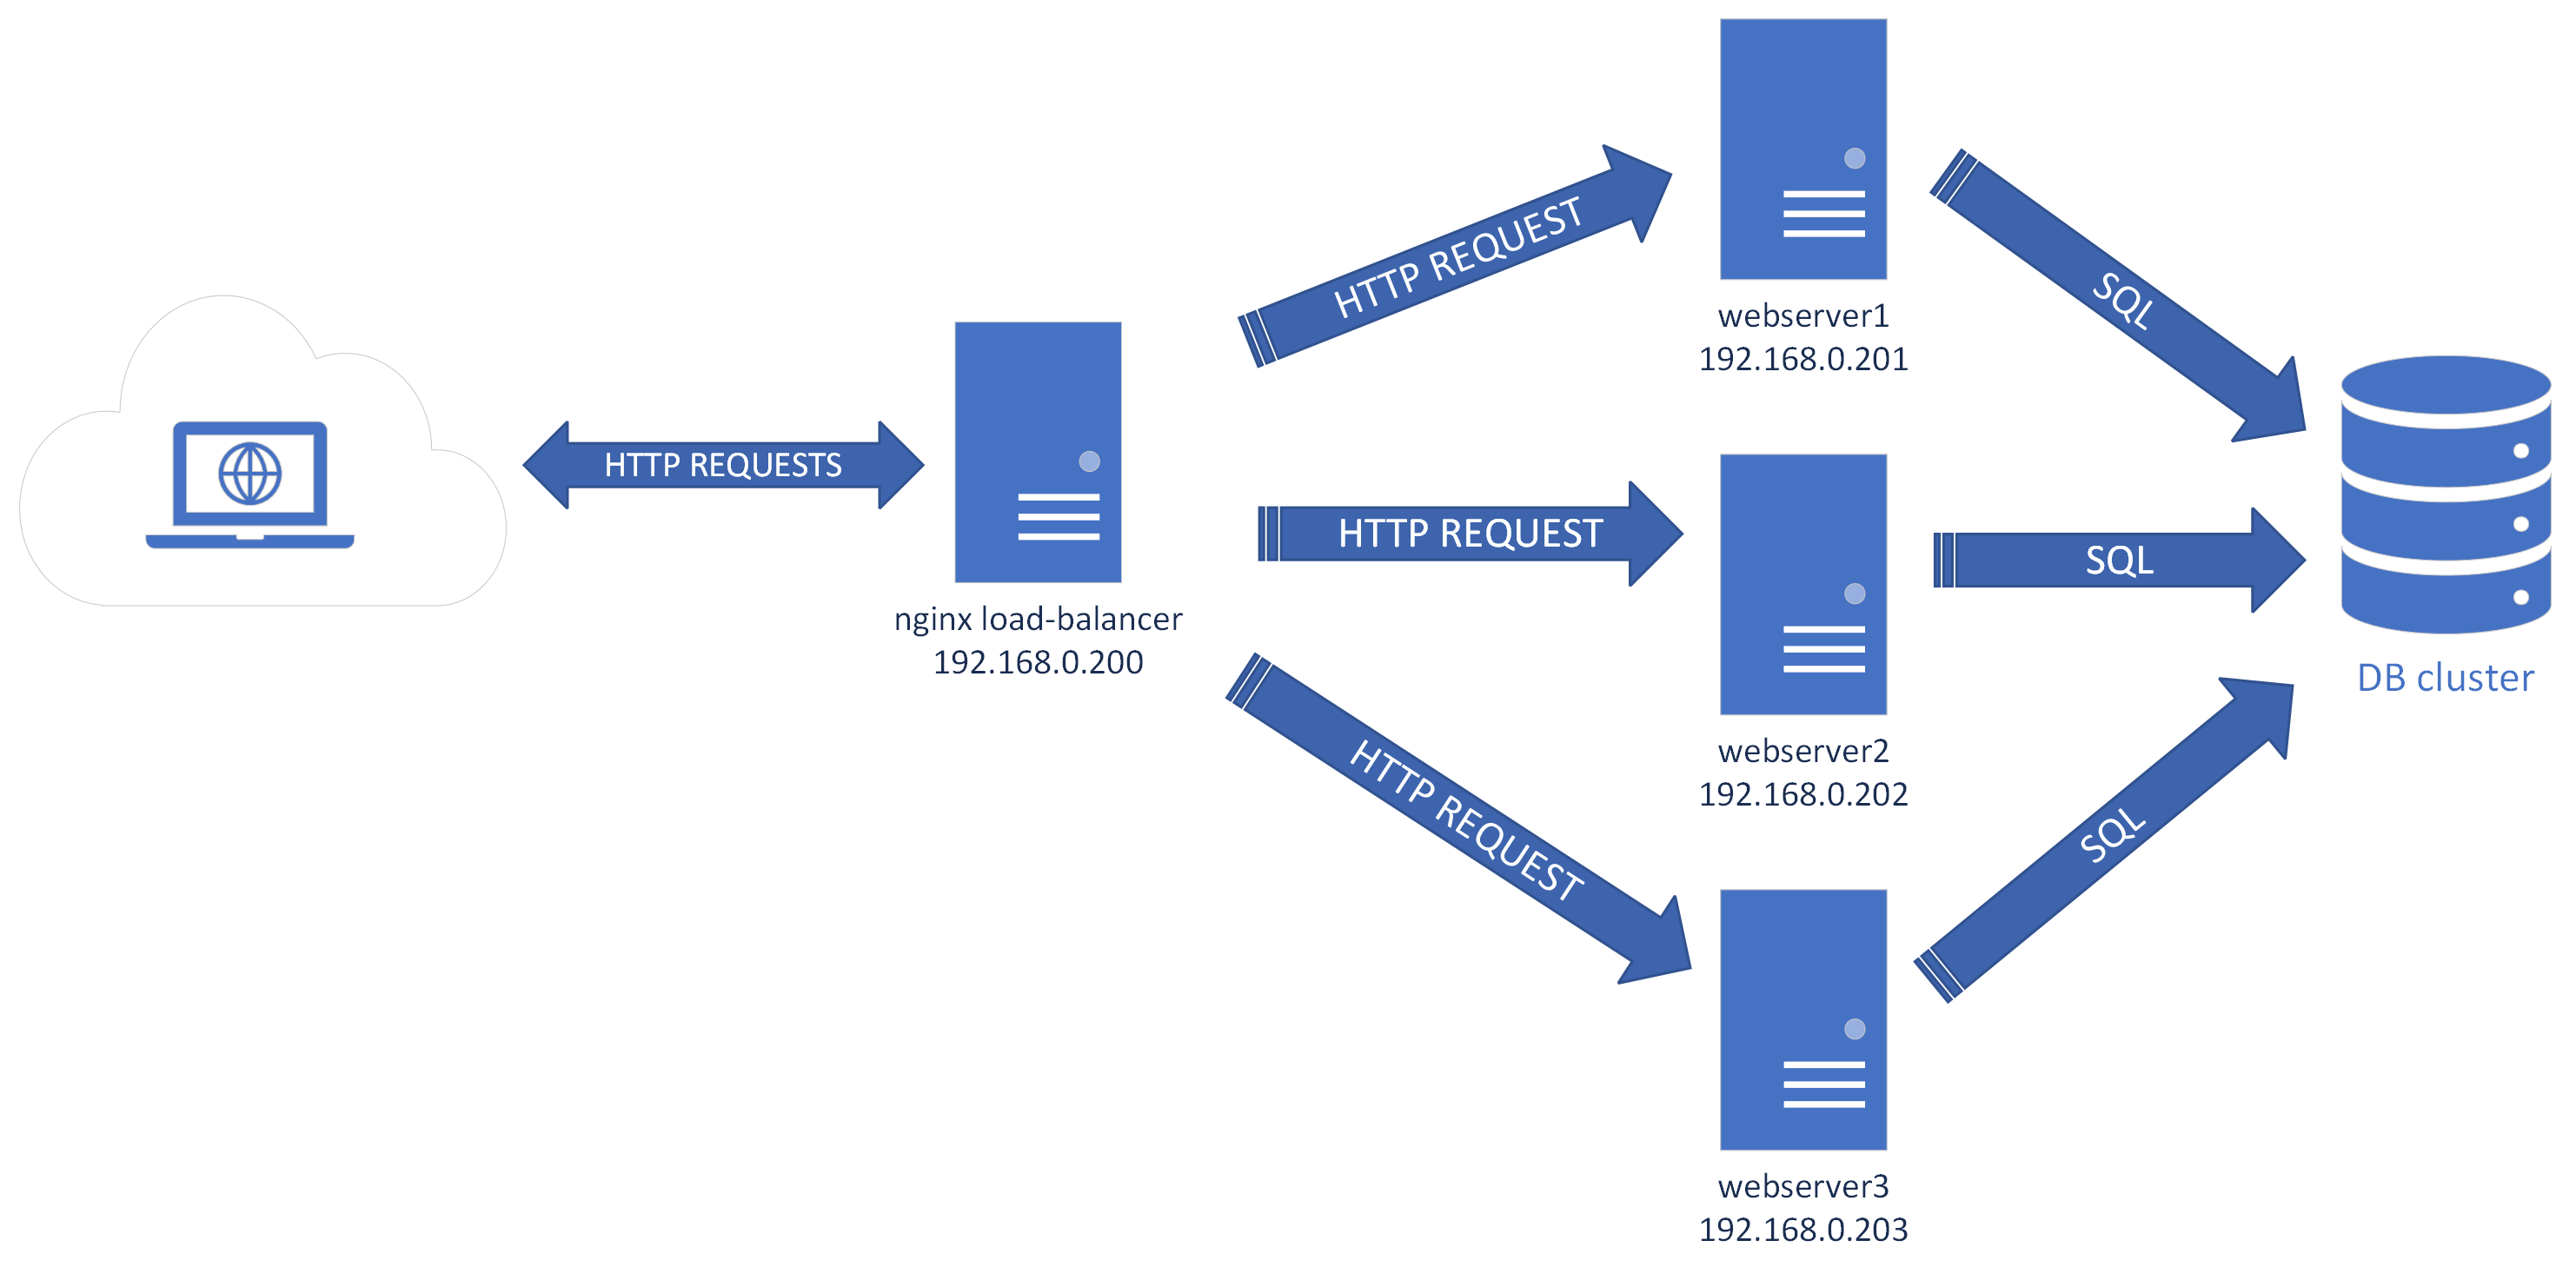 HTTP REQUESTS
nginx load-balancer
192.168.0.200
HTTP REQUEST
HTTP REQUEST
HTTP REQUEST
webserver1
192.168.0.201
webserver2
192.168.0.202
webserver3
192.168.0.203
SQL
SQL
SQL
DB cluster